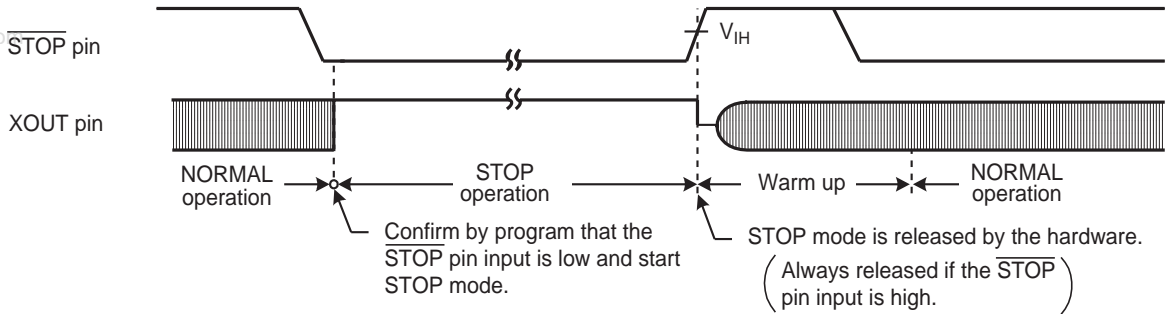 STOP pin
V_IH
XOUT pin
NORMAL
operation
STOP
operation
Warm up
NORMAL
operation
Confirm by program that the
STOP pin input is low and start
STOP mode.
STOP mode is released by the hardware.
Always released if the STOP
pin input is high.